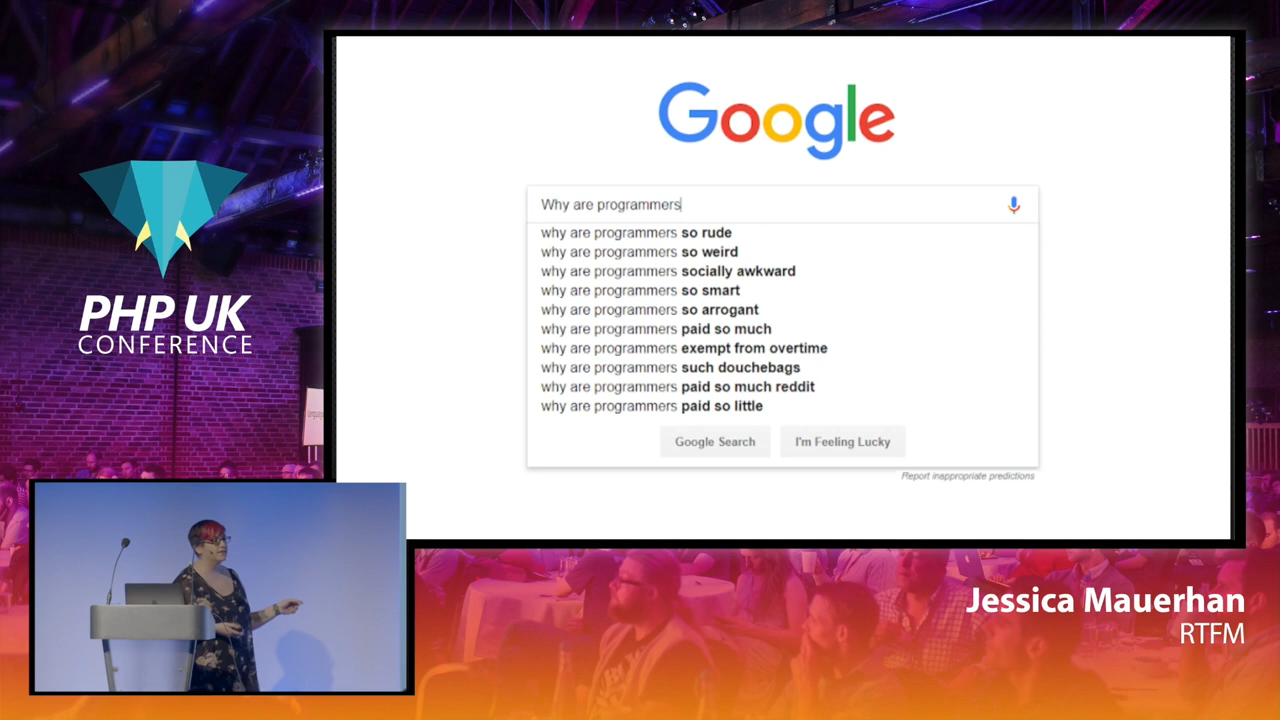 PHP UK
CONFERENCE
Google
Why are programmers
why are programmers so rude
why are programmers so weird
why are programmers socially awkward
why are programmers so smart
why are programmers so arrogant
why are programmers paid so much
why are programmers exempt from overtime
why are programmers such douchebags
why are programmers paid so much reddit
why are programmers paid so little
Google Search
I'm Feeling Lucky
Report inappropriate predictions
Jessica Mauerhan
RTFM